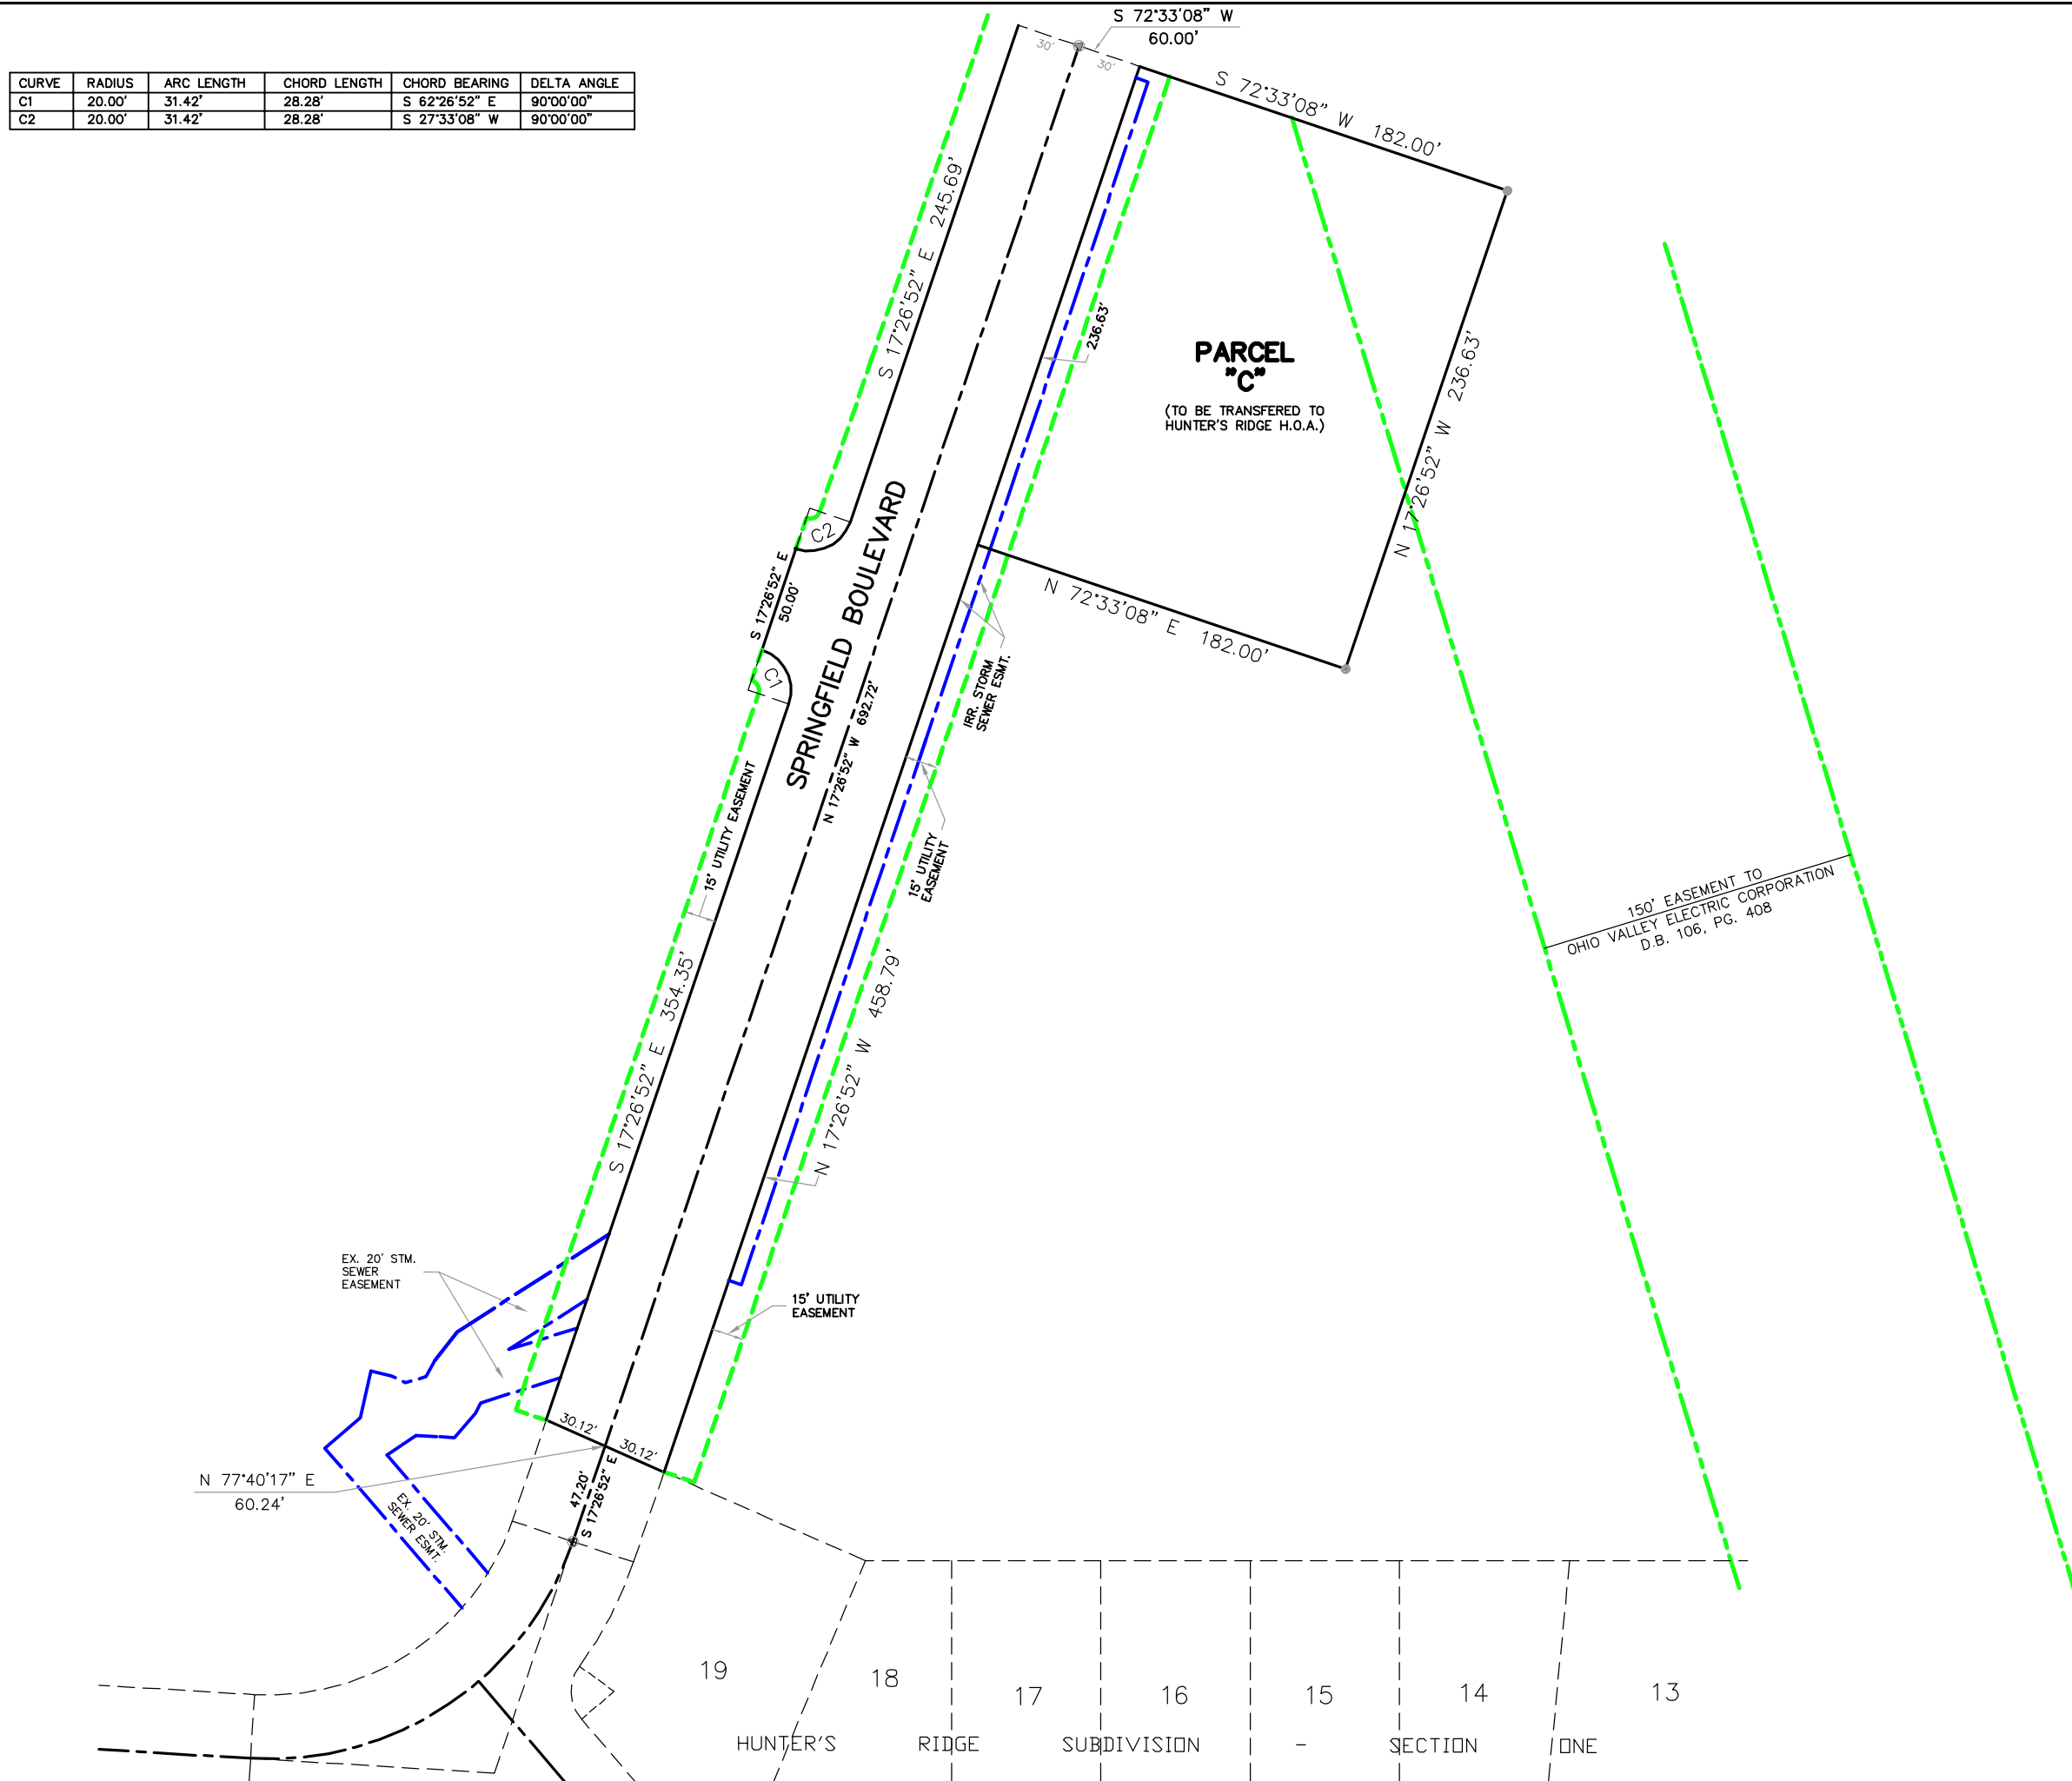 S 72°33'08" W
60.00'
30'
30'
CURVE RADIUS ARC LENGTH CHORD LENGTH CHORD BEARING DELTA ANGLE
C1 20.00' 31.42' 28.28' S 62°26'52" E 90°00'00"
C2 20.00' 31.42' 28.28' S 27°33'08" W 90°00'00"
S 72°33'08" W 182.00'
S 17°26'52" E 245.69'
236.63'
PARCEL
"C"
(TO BE TRANSFERED TO
HUNTER'S RIDGE H.O.A.)
N 17°26'52" W 236.63'
C2
S 17°26'52" E
50.00'
C1
SPRINGFIELD BOULEVARD
N 17°26'52" W 692.72'
N 72°33'08" E 182.00'
IRR. STORM
SEWER ESMT.
15' UTILITY EASEMENT
15' UTILITY
EASEMENT
150' EASEMENT TO
OHIO VALLEY ELECTRIC CORPORATION
D.B. 106, PG. 408
S 17°26'52" E 354.35'
N 17°26'52" W 458.79'
EX. 20' STM.
SEWER
EASEMENT
15' UTILITY
EASEMENT
30.12'
30.12'
N 77°40'17" E
60.24'
47.20'
S 17°26'52" E
EX. 20' STM.
SEWER ESMT.
19
18
17
16
15
14
13
HUNTER'S RIDGE SUBDIVISION - SECTION ONE